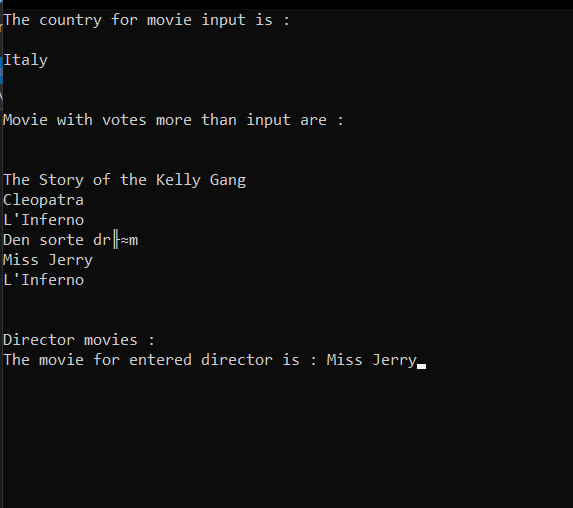 The country for movie input is :
Italy
Movie with votes more than input are :
The Story of the Kelly Gang
Cleopatra
L'Inferno
Den sorte dr╟≈m
Miss Jerry
L'Inferno
Director movies :
The movie for entered director is : Miss Jerry